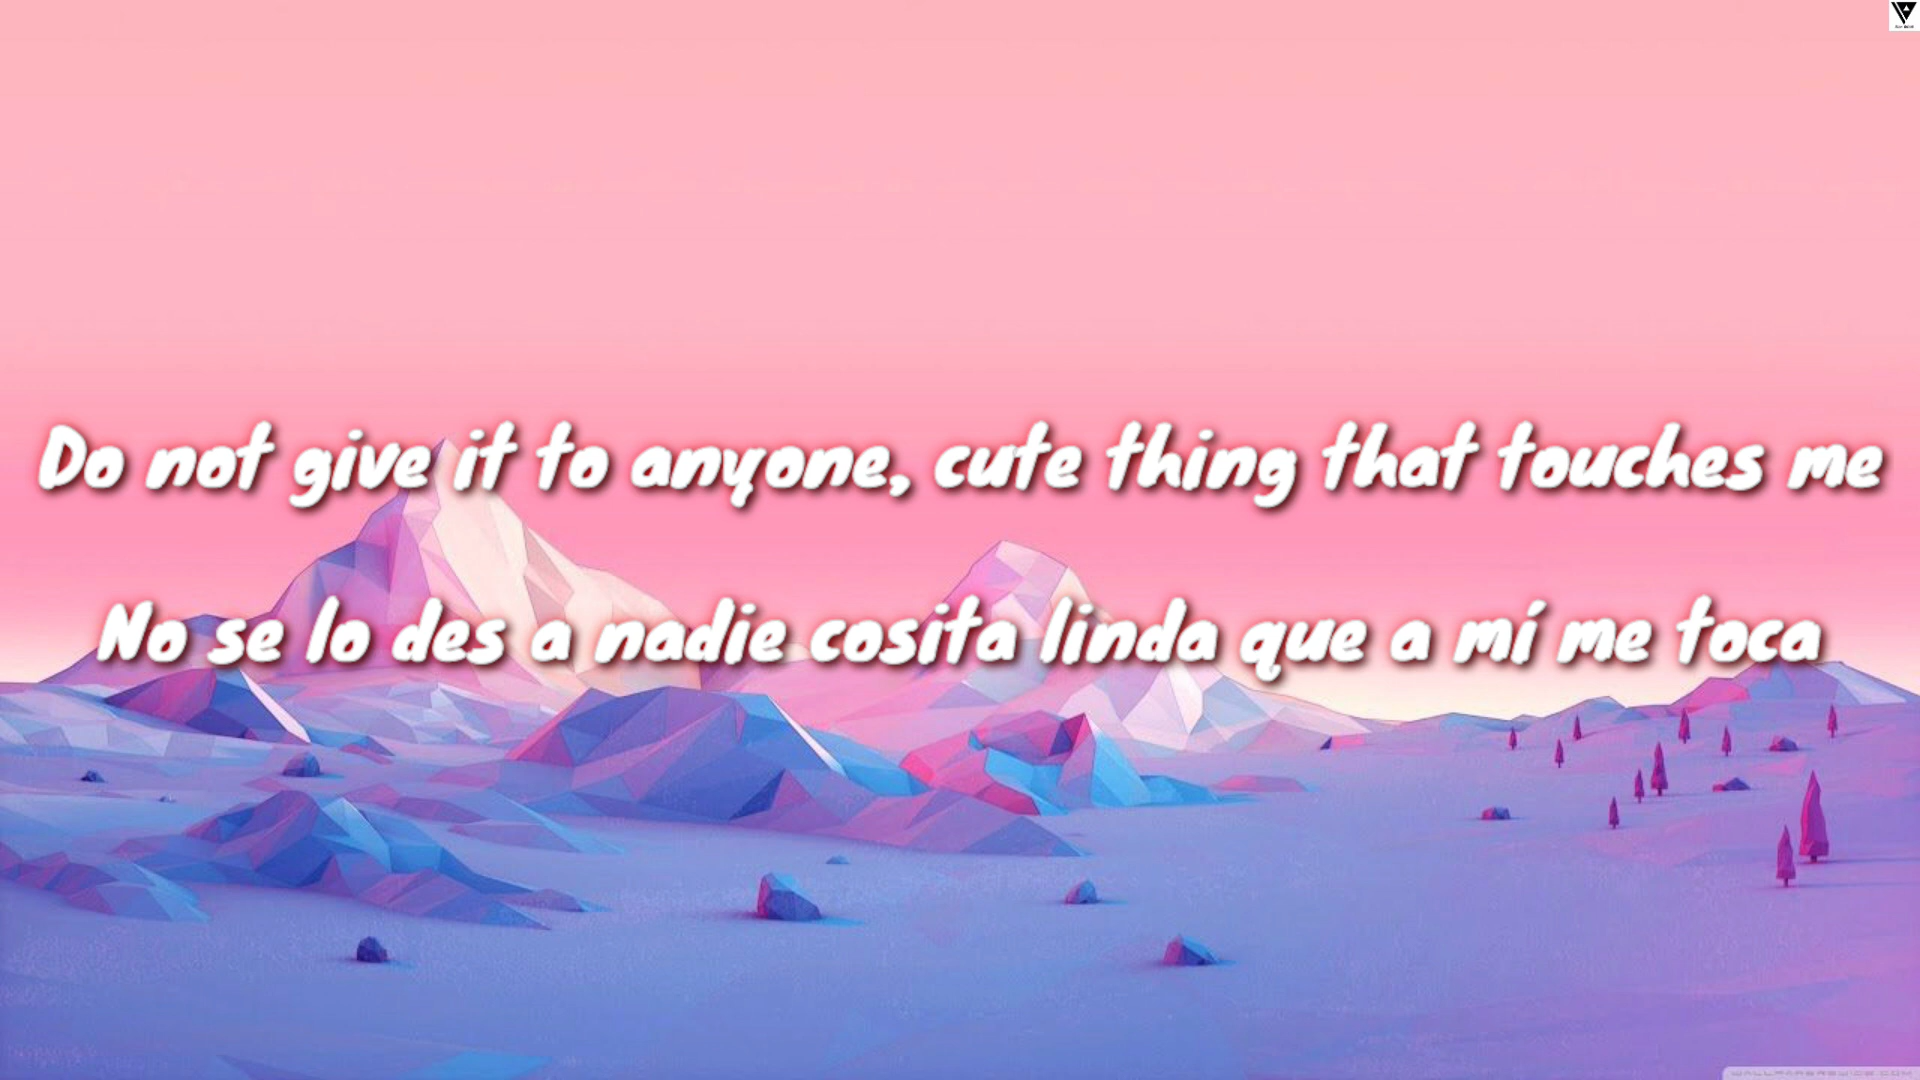 Do not give it to anyone, cute thing that touches me
No se lo des a nadie cosita linda que a mí me toca